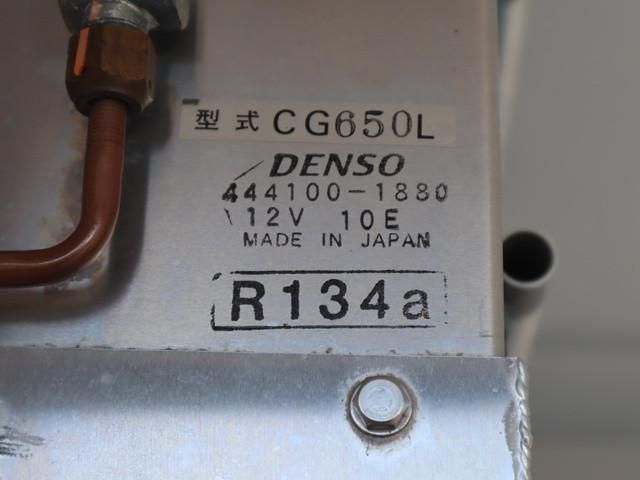 型式 CG650L
DENSO
444100-1880
12V 10E
MADE IN JAPAN
R134a